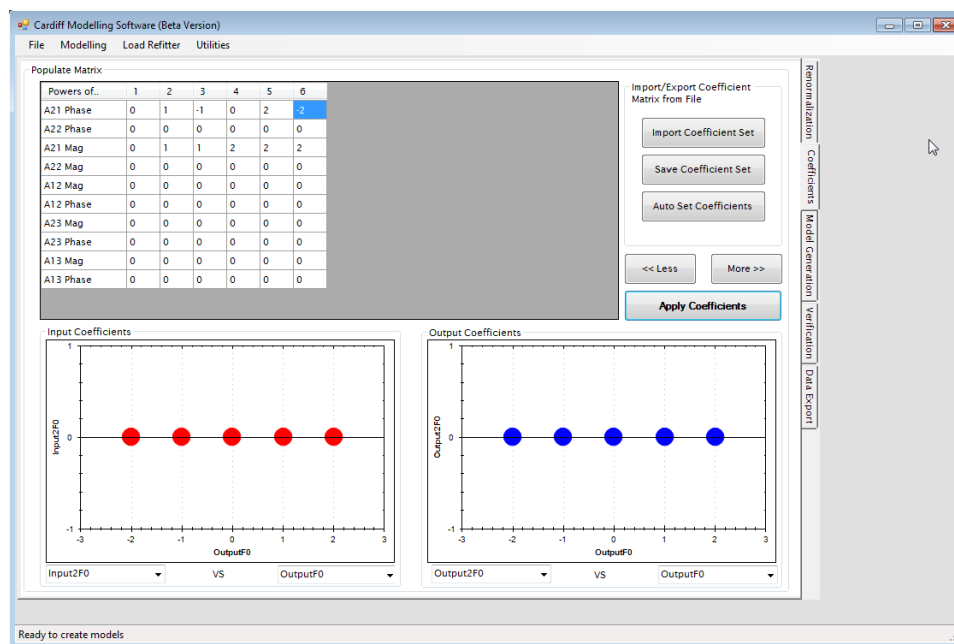 Cardiff Modelling Software (Beta Version)
File Modelling Load Refitter Utilities
Populate Matrix
Powers of.. 1 2 3 4 5 6
A21 Phase 0 1 -1 0 2 -2
A22 Phase 0 0 0 0 0 0
A21 Mag 0 1 1 2 2 2
A22 Mag 0 0 0 0 0 0
A12 Mag 0 0 0 0 0 0
A12 Phase 0 0 0 0 0 0
A23 Mag 0 0 0 0 0 0
A23 Phase 0 0 0 0 0 0
A13 Mag 0 0 0 0 0 0
A13 Phase 0 0 0 0 0 0
Import/Export Coefficient
Matrix from File
Import Coefficient Set
Save Coefficient Set
Auto Set Coefficients
<< Less More >>
Apply Coefficients
Renormalization
Coefficients
Model Generation
Verification
Data Export
Input Coefficients
Input2F0
1
0
-1
-3 -2 -1 0 1 2 3
OutputF0
Input2F0 VS OutputF0
Output Coefficients
Output2F0
1
0
-1
-3 -2 -1 0 1 2 3
OutputF0
Output2F0 VS OutputF0
Ready to create models